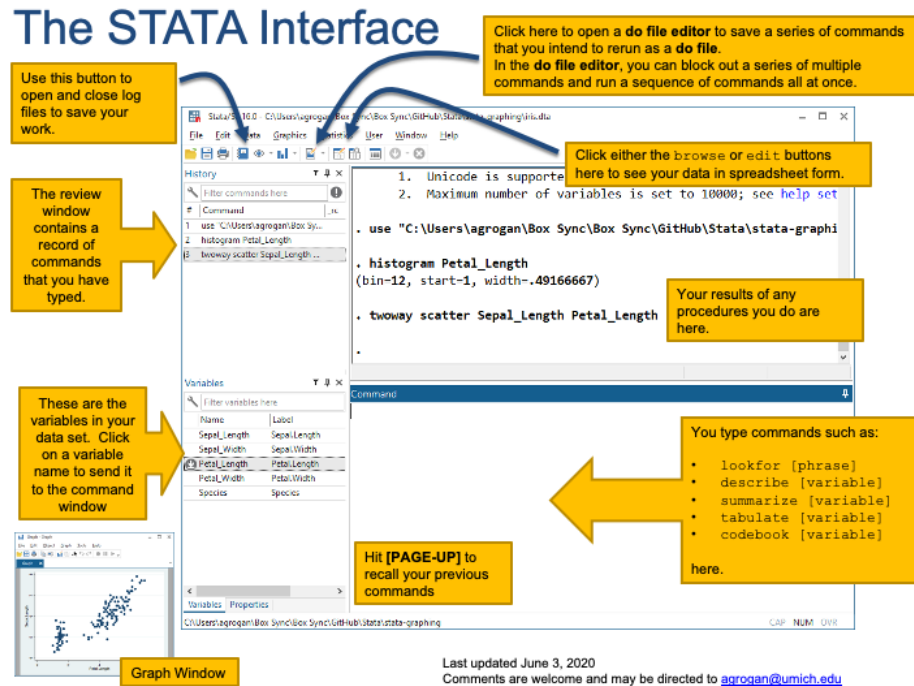 The STATA Interface
Click here to open a do file editor to save a series of commands
that you intend to rerun as a do file.
In the do file editor, you can block out a series of multiple
commands and run a sequence of commands all at once.
Use this button to
open and close log
files to save your
work.
Click either the browse or edit buttons
here to see your data in spreadsheet form.
File Edit Data Graphics Statistics User Window Help
The review
window
contains a
record of
commands
that you have
typed.
History
Filter commands here
# Command _rc
1 use "C:\Users\agrogan\Box Sy...
2 histogram Petal_Length
3 twoway scatter Sepal_Length ...
1. Unicode is supporte
2. Maximum number of variables is set to 10000; see help set
. use "C:\Users\agrogan\Box Sync\Box Sync\GitHub\Stata\stata-graphi
. histogram Petal_Length
(bin=12, start=1, width=.49166667)
. twoway scatter Sepal_Length Petal_Length
.
Your results of any
procedures you do are
here.
These are the
variables in your
data set. Click
on a variable
name to send it
to the command
window
Variables
Filter variables here
Name Label
Sepal_Length Sepal.Length
Sepal_Width Sepal.Width
Petal_Length Petal.Length
Petal_Width Petal.Width
Species Species
Variables Properties
Command
You type commands such as:
• lookfor [phrase]
• describe [variable]
• summarize [variable]
• tabulate [variable]
• codebook [variable]
here.
Hit [PAGE-UP] to
recall your previous
commands
C:\Users\agrogan\Box Sync\Box Sync\GitHub\Stata\stata-graphing
CAP NUM OVR
Graph Window
Last updated June 3, 2020
Comments are welcome and may be directed to agrogan@umich.edu